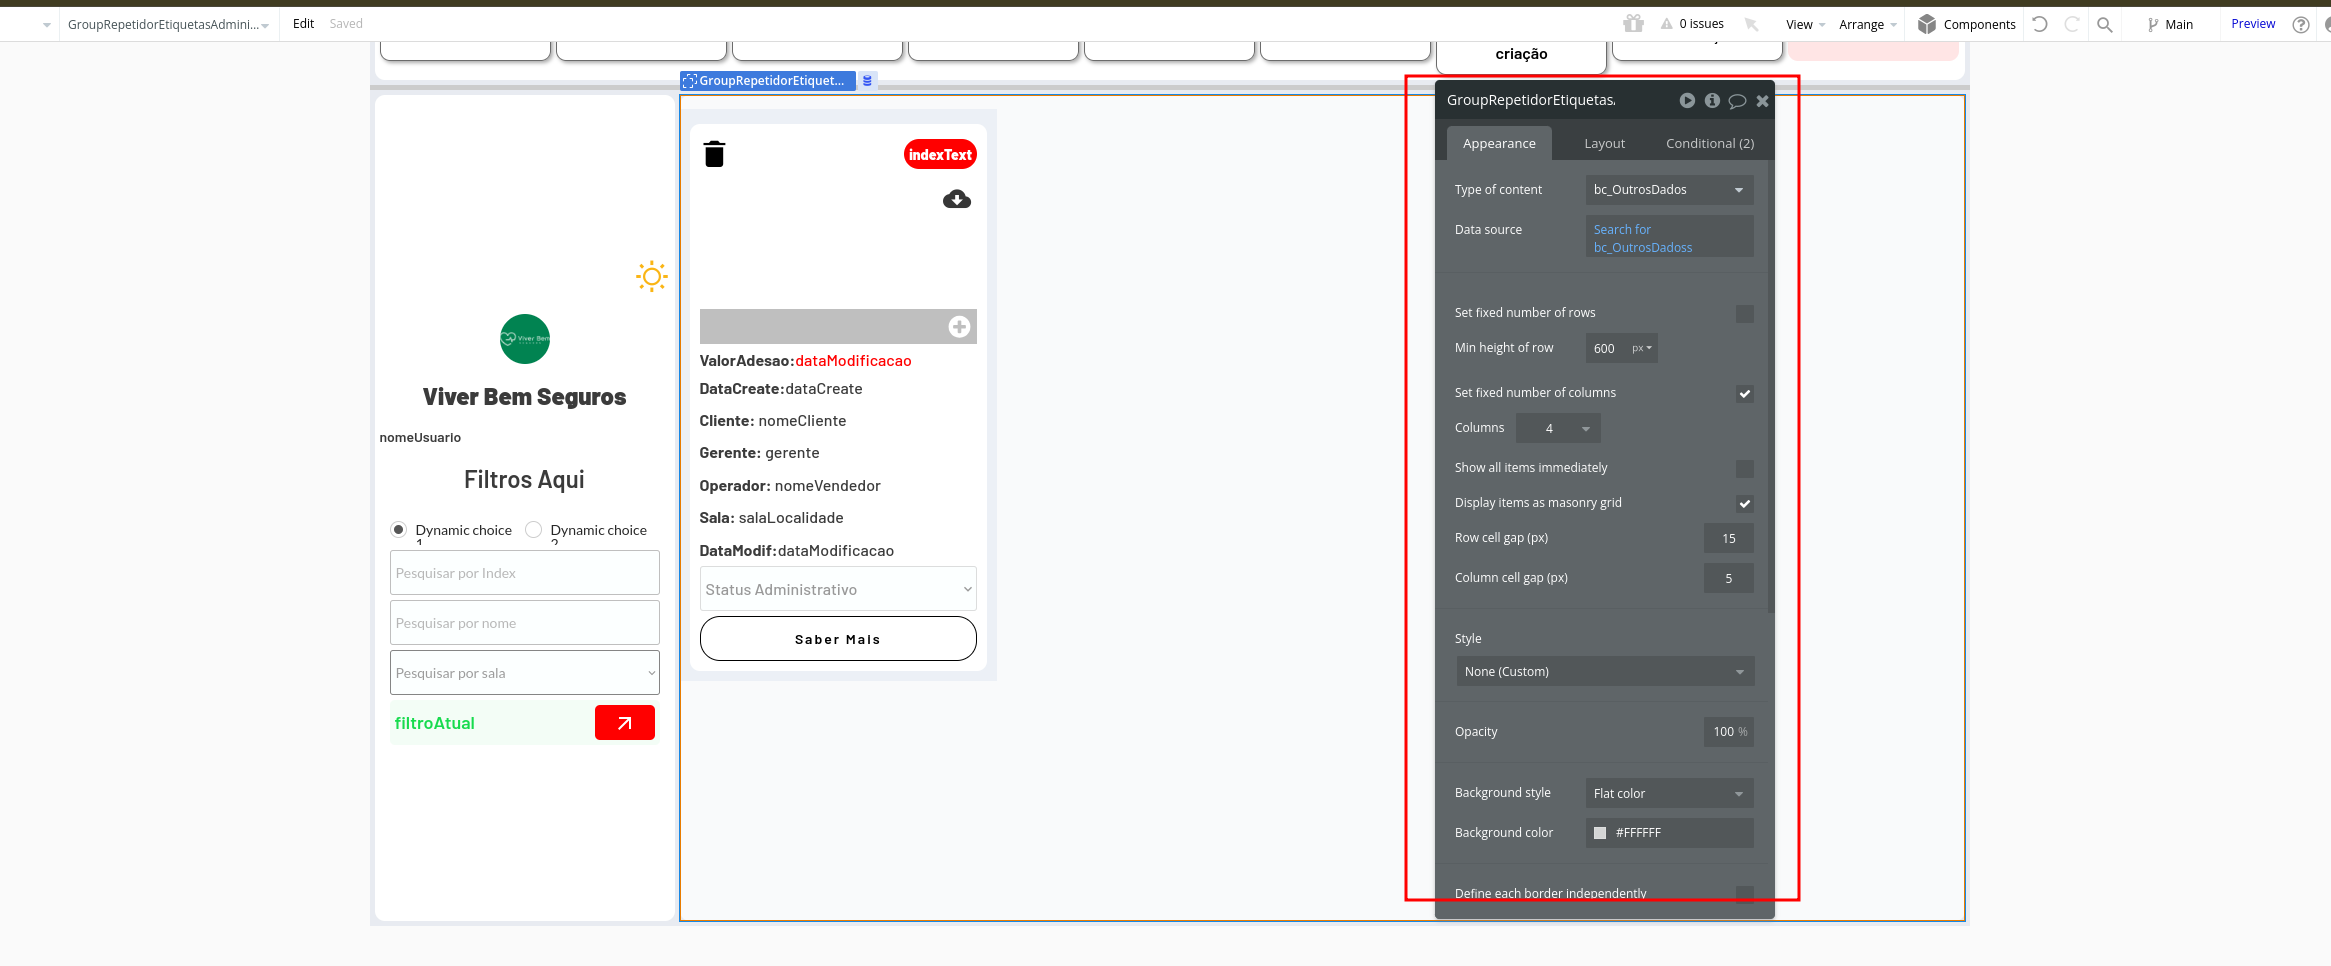 GroupRepetidorEtiquetasAdmini...
Edit
Saved
0 issues
View
Arrange
Components
Main
Preview
criação
GroupRepetidorEtiquet...
indexText
Viver Bem
Viver Bem Seguros
nomeUsuario
Filtros Aqui
Dynamic choice 1
Dynamic choice 2
Pesquisar por Index
Pesquisar por nome
Pesquisar por sala
filtroAtual
ValorAdesao:dataModificacao
DataCreate:dataCreate
Cliente: nomeCliente
Gerente: gerente
Operador: nomeVendedor
Sala: salaLocalidade
DataModif:dataModificacao
Status Administrativo
Saber Mais
GroupRepetidorEtiquetas.
Appearance
Layout
Conditional (2)
Type of content
bc_OutrosDados
Data source
Search for
bc_OutrosDadoss
Set fixed number of rows
Min height of row
600
px
Set fixed number of columns
Columns
4
Show all items immediately
Display items as masonry grid
Row cell gap (px)
15
Column cell gap (px)
5
Style
None (Custom)
Opacity
100 %
Background style
Flat color
Background color
#FFFFFF
Define each border independently